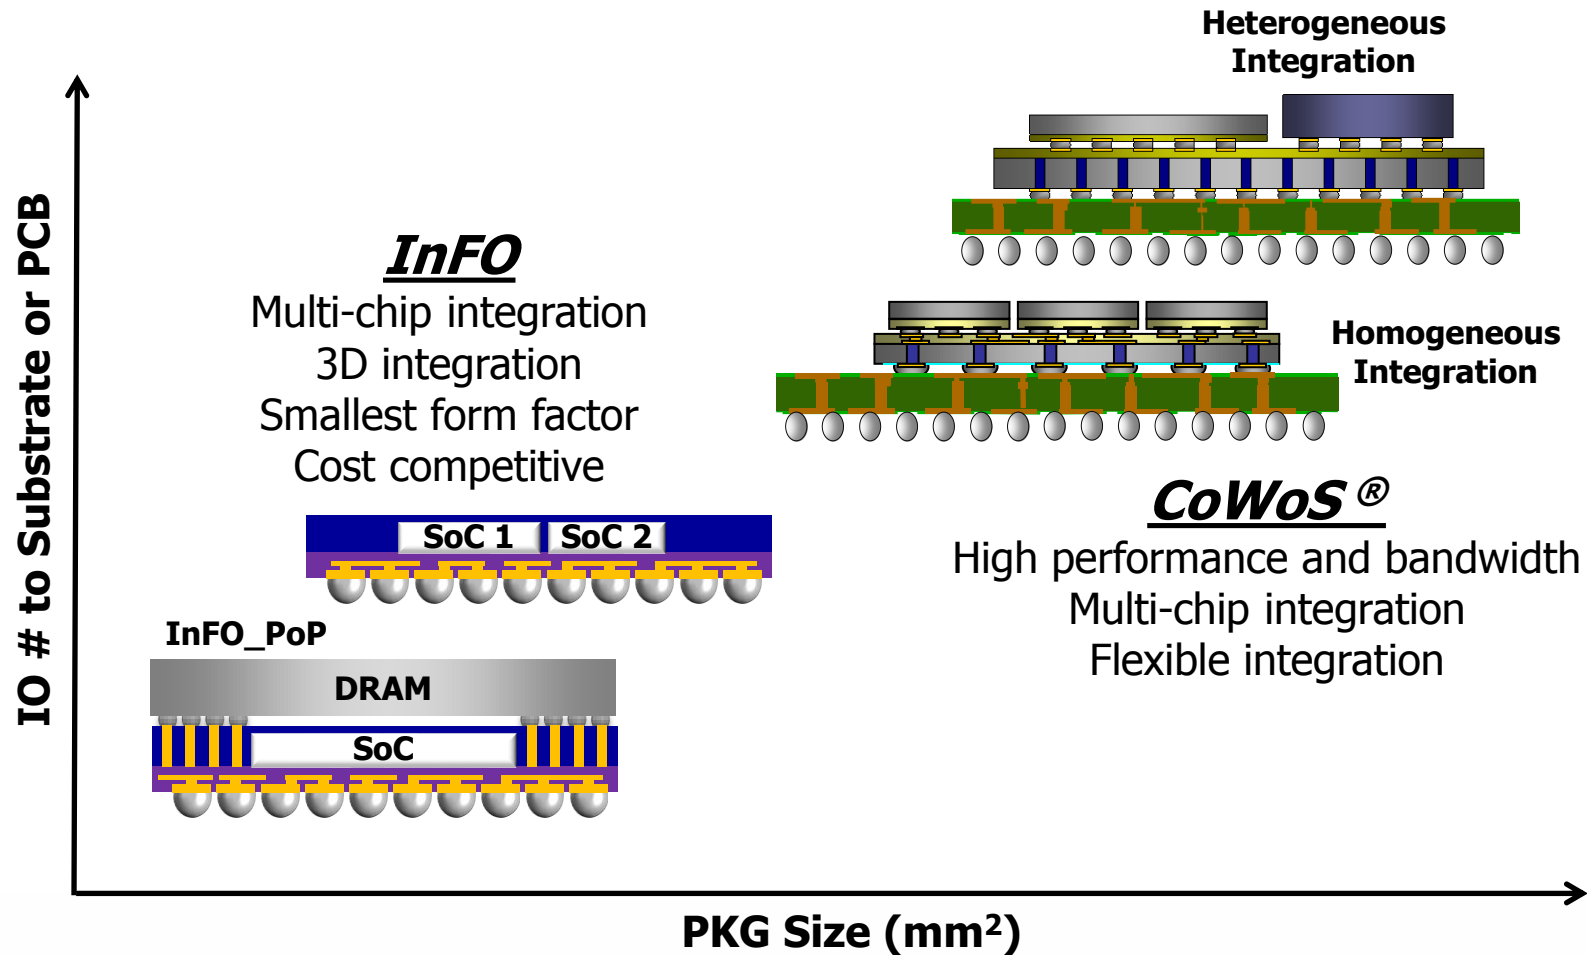 Heterogeneous
Integration
IO # to Substrate or PCB
InFO
Multi-chip integration
3D integration
Smallest form factor
Cost competitive
Homogeneous
Integration
SoC 1
SoC 2
CoWoS ®
High performance and bandwidth
Multi-chip integration
Flexible integration
InFO_PoP
DRAM
SoC
PKG Size (mm²)